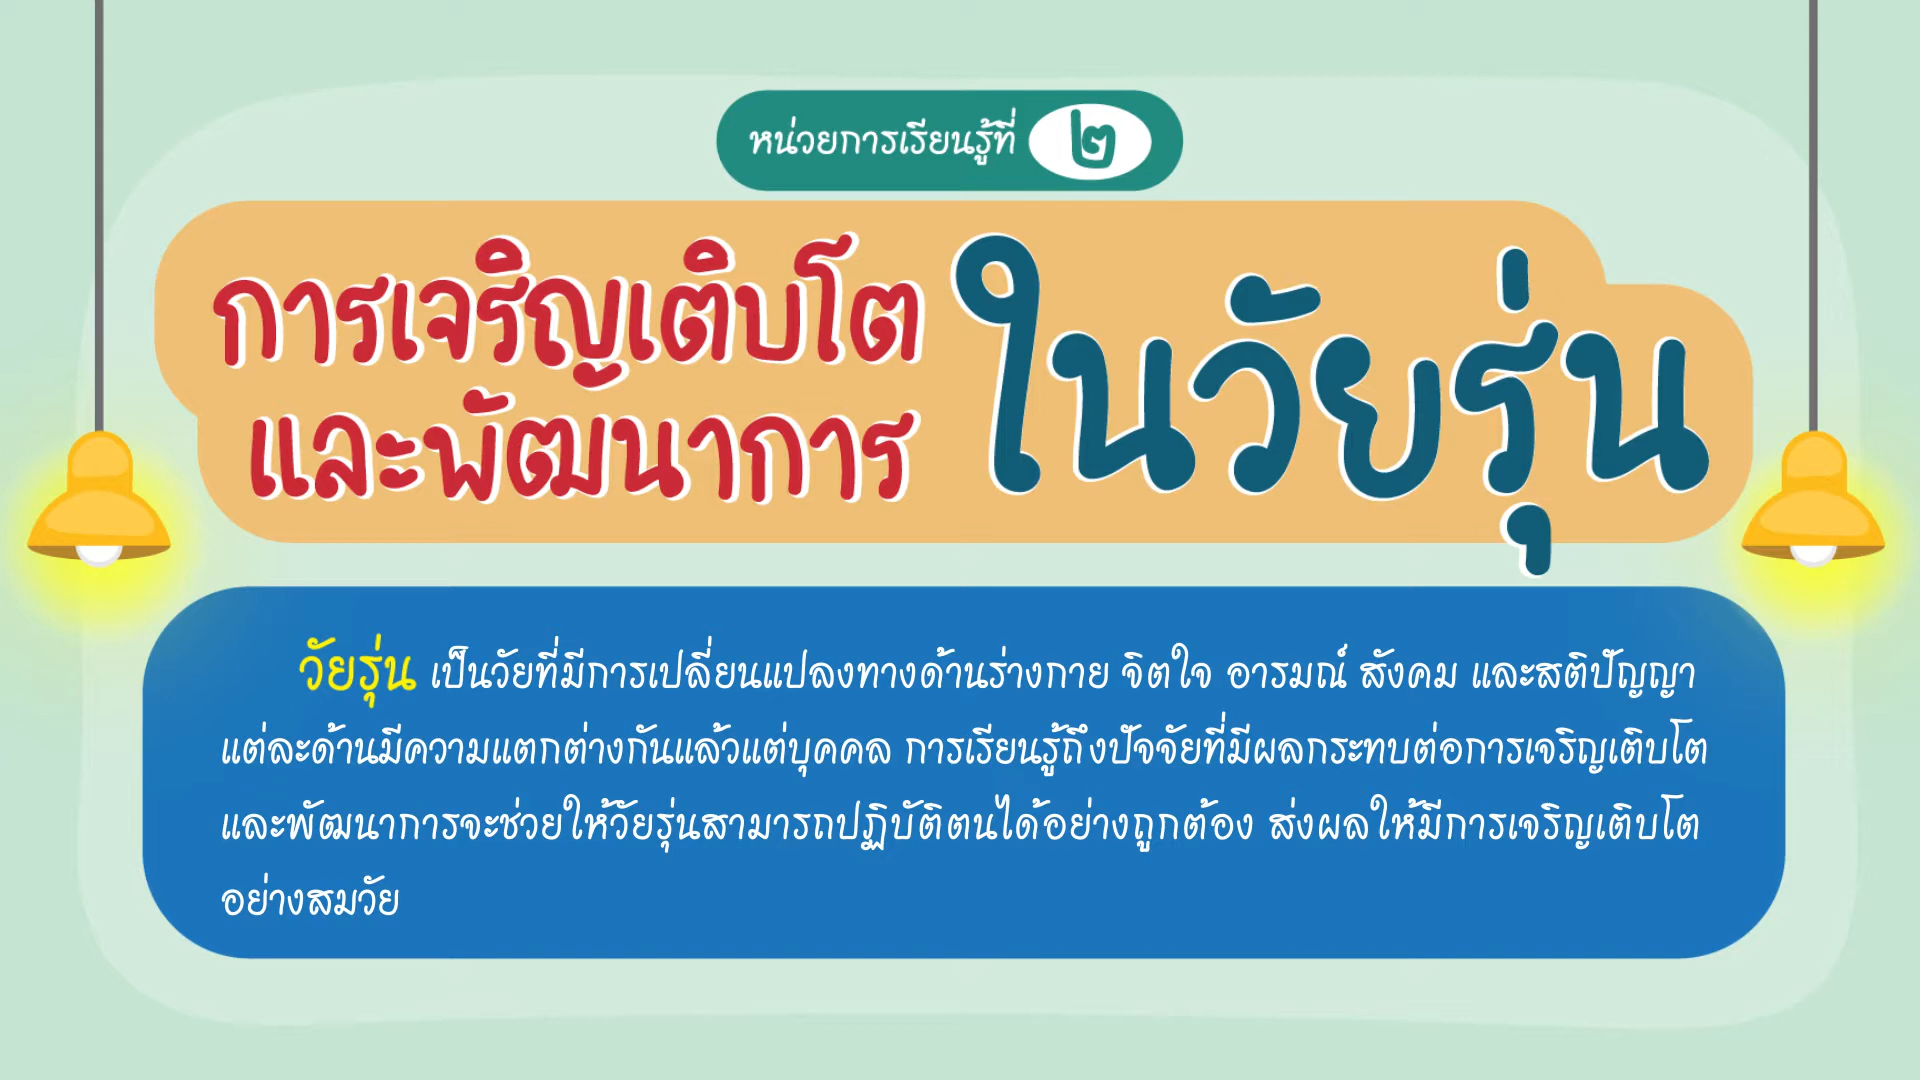 หน่วยการเรียนรู้ที่ ๒
การเจริญเติบโต
และพัฒนาการ
ในวัยรุ่น
วัยรุ่น เป็นวัยที่มีการเปลี่ยนแปลงทางด้านร่างกาย จิตใจ อารมณ์ สังคม และสติปัญญา
แต่ละด้านมีความแตกต่างกันแล้วแต่บุคคล การเรียนรู้ถึงปัจจัยที่มีผลกระทบต่อการเจริญเติบโต
และพัฒนาการจะช่วยให้วัยรุ่นสามารถปฏิบัติตนได้อย่างถูกต้อง ส่งผลให้มีการเจริญเติบโต
อย่างสมวัย